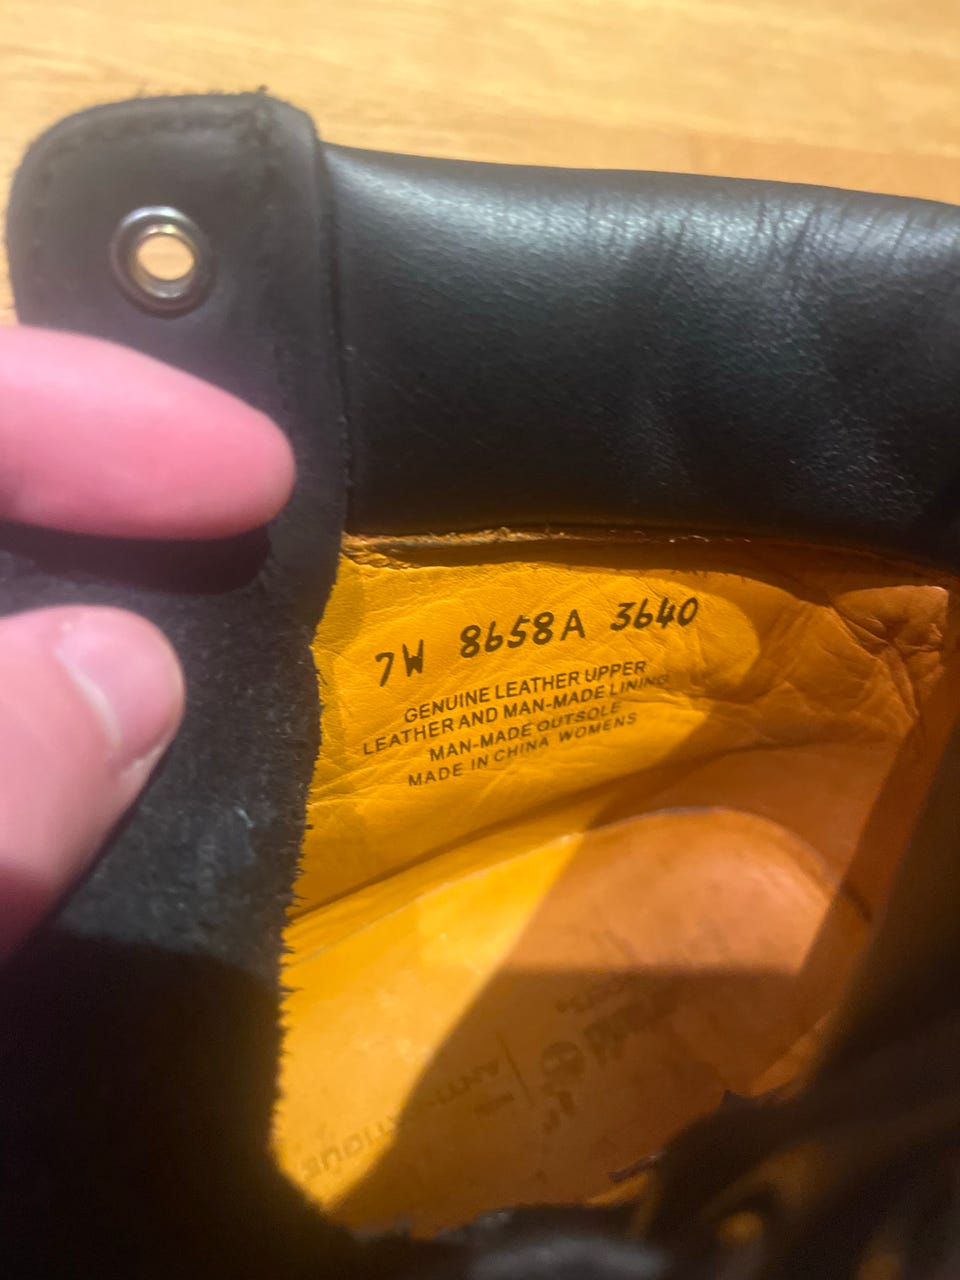 7W 8658A 3640
GENUINE LEATHER UPPER
LEATHER AND MAN-MADE LINING
MAN-MADE OUTSOLE
MADE IN CHINA WOMENS